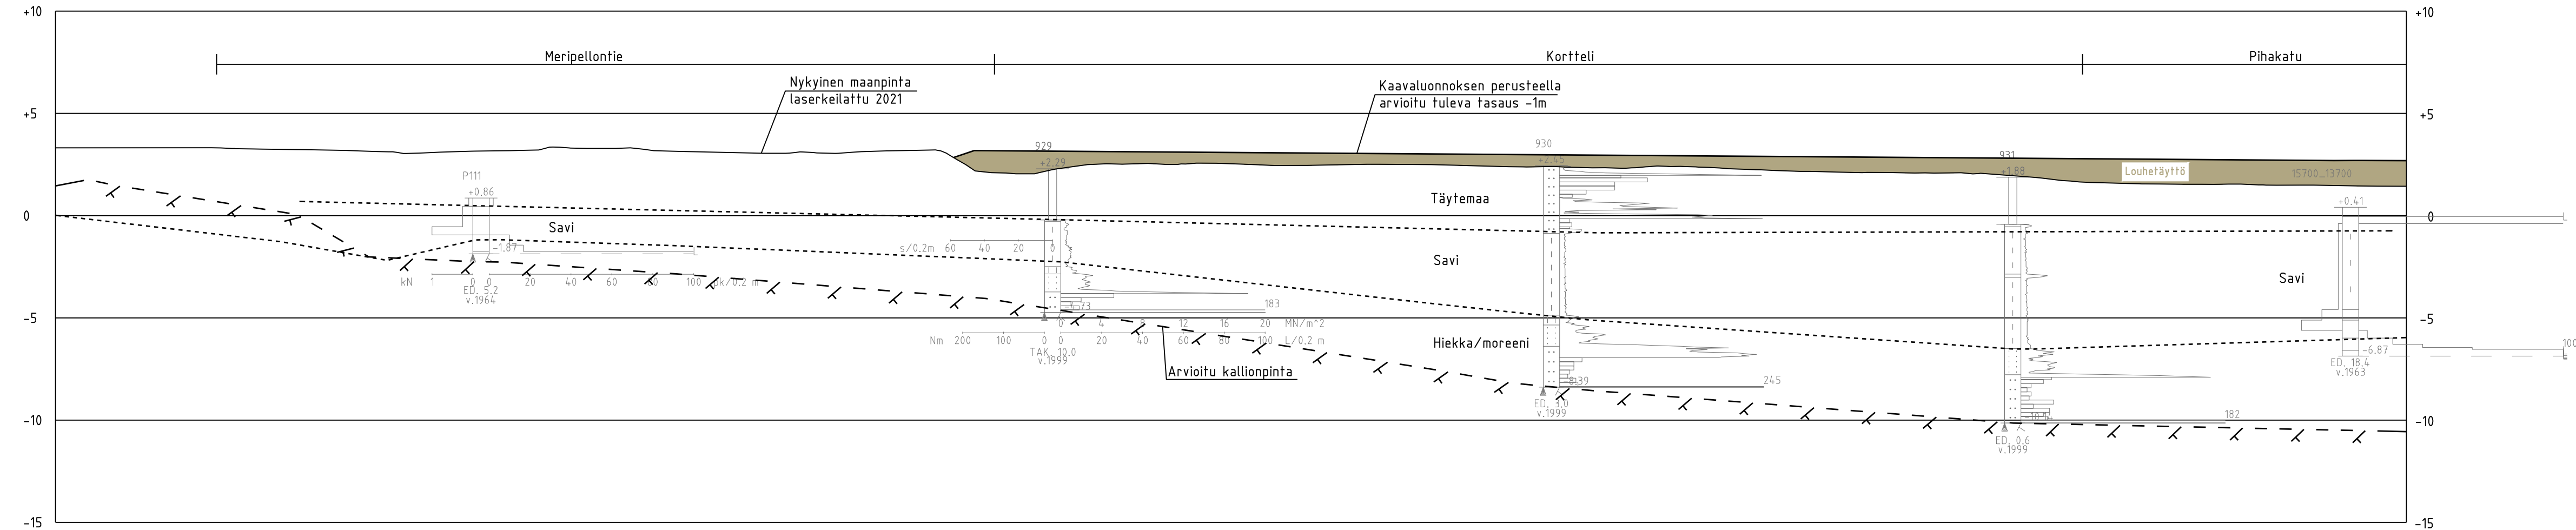 +10
+10
Meripellontie
Kortteli
Pihakatu
Nykyinen maanpinta
laserkeilattu 2021
Kaavaluonnoksen perusteella
arvioitu tuleva tasaus -1m
+5
+5
929
930
931
+2.29
+2.45
+1.88
Louhetäyttö
15700_13700
P111
+0.86
Täytemaa
+0.41
0
0
Savi
s/0.2m 60 40 20 0
-1.87
Savi
Savi
kN 1 0 0 20 40 60 80 100 pk/0.2 m
ED. 5.2
v.1964
183
-5
-5
0 4 8 12 16 20 MN/m^2
Nm 200 100 0 0 20 40 60 80 100 L/0.2 m
TAK. 10.0
v.1999
Hiekka/moreeni
100
-6.87
ED. 18.4
v.1963
Arvioitu kallionpinta
245
ED. 3.0
v.1999
-10
-10
182
ED. 0.6
v.1999
-15
-15